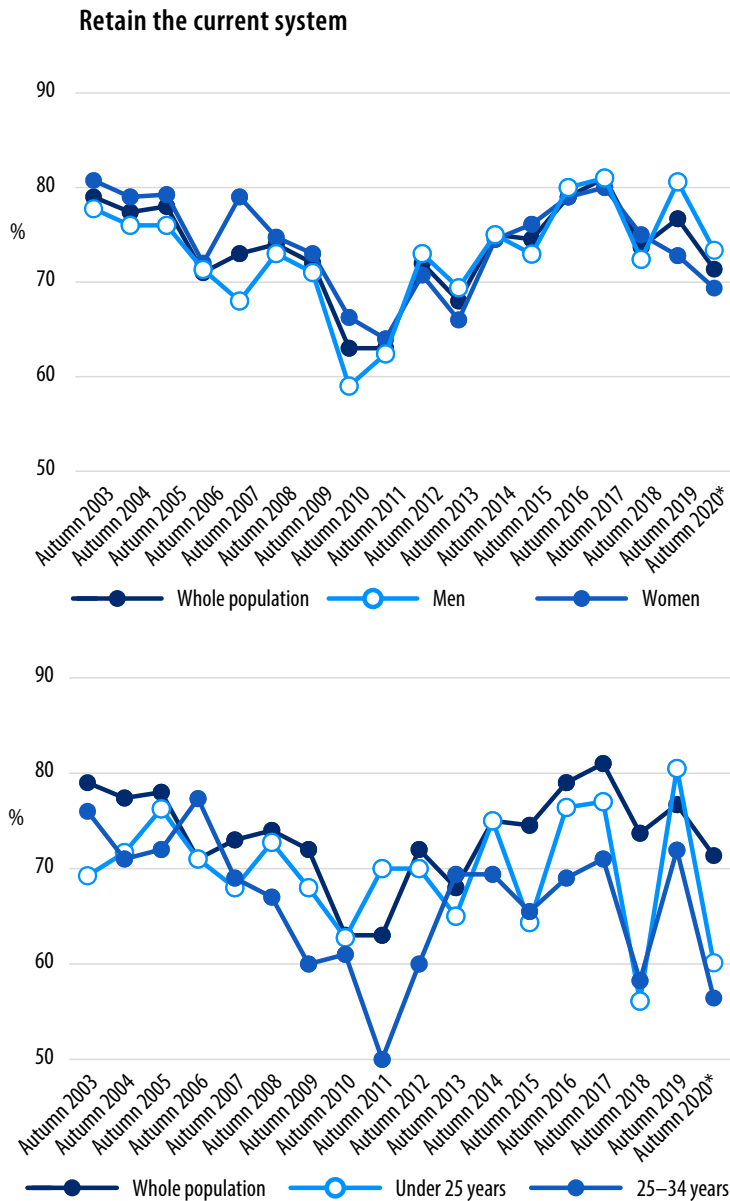 Retain the current system
90
80
%
70
60
50
Autumn 2003
Autumn 2004
Autumn 2005
Autumn 2006
Autumn 2007
Autumn 2008
Autumn 2009
Autumn 2010
Autumn 2011
Autumn 2012
Autumn 2013
Autumn 2014
Autumn 2015
Autumn 2016
Autumn 2017
Autumn 2018
Autumn 2019
Autumn 2020*
Whole population Men Women
90
80
%
70
60
50
Autumn 2003
Autumn 2004
Autumn 2005
Autumn 2006
Autumn 2007
Autumn 2008
Autumn 2009
Autumn 2010
Autumn 2011
Autumn 2012
Autumn 2013
Autumn 2014
Autumn 2015
Autumn 2016
Autumn 2017
Autumn 2018
Autumn 2019
Autumn 2020*
Whole population Under 25 years 25–34 years